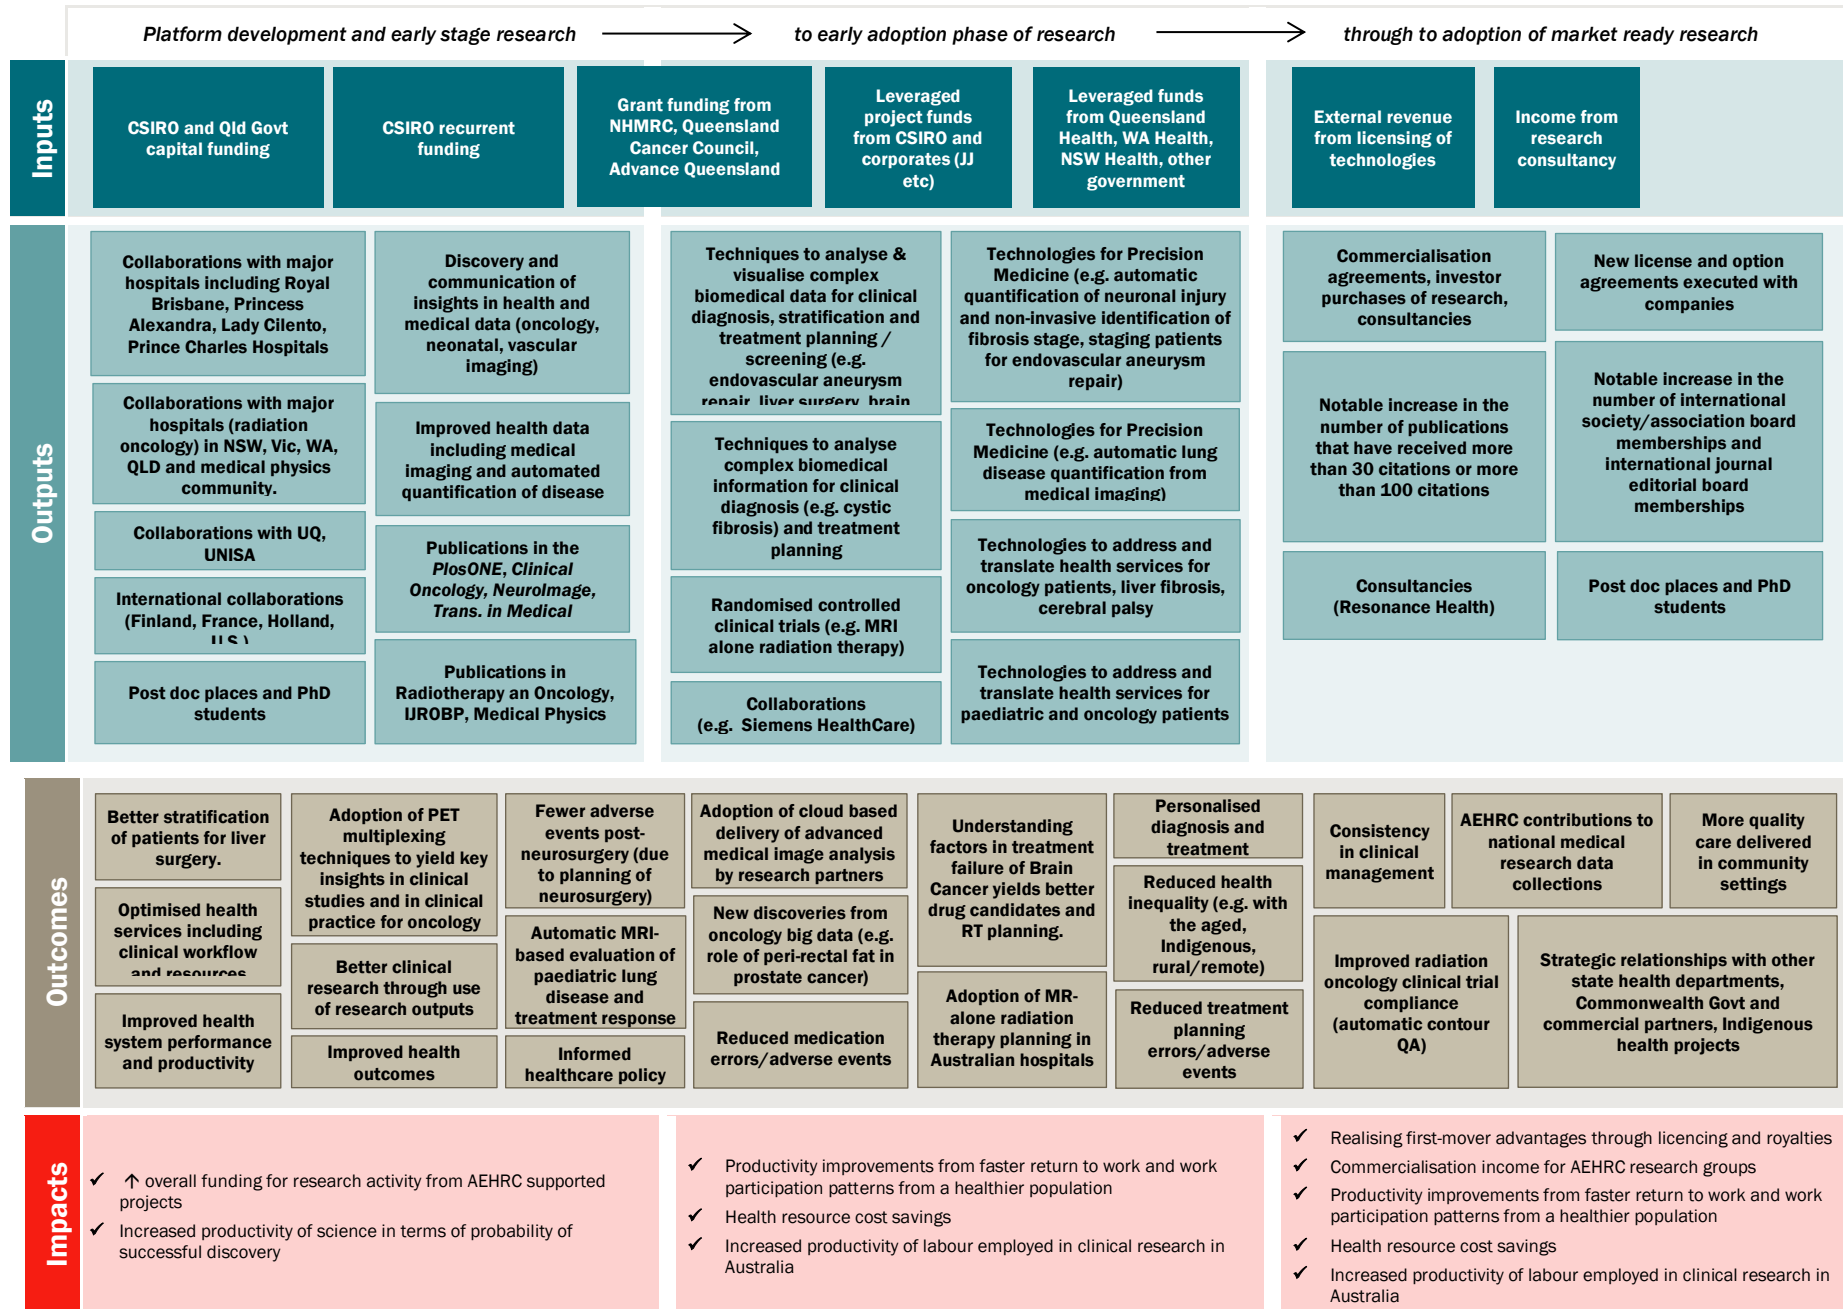 Platform development and early stage research
to early adoption phase of research
through to adoption of market ready research
Inputs
CSIRO and Qld Govt
capital funding
CSIRO recurrent
funding
Grant funding from
NHMRC, Queensland
Cancer Council,
Advance Queensland
Leveraged
project funds
from CSIRO and
corporates (JJ
etc)
Leveraged funds
from Queensland
Health, WA Health,
NSW Health, other
government
External revenue
from licensing of
technologies
Income from
research
consultancy
Outputs
Collaborations with major
hospitals including Royal
Brisbane, Princess
Alexandra, Lady Cilento,
Prince Charles Hospitals
Collaborations with major
hospitals (radiation
oncology) in NSW, Vic, WA,
QLD and medical physics
community.
Collaborations with UQ,
UNISA
International collaborations
(Finland, France, Holland,
U.S.)
Post doc places and PhD
students
Discovery and
communication of
insights in health and
medical data (oncology,
neonatal, vascular
imaging)
Improved health data
including medical
imaging and automated
quantification of disease
Publications in the
PlosONE, Clinical
Oncology, NeuroImage,
Trans. in Medical
Publications in
Radiotherapy an Oncology,
IJROBP, Medical Physics
Techniques to analyse &
visualise complex
biomedical data for clinical
diagnosis, stratification and
treatment planning /
screening (e.g.
endovascular aneurysm
repair, liver surgery, brain
Techniques to analyse
complex biomedical
information for clinical
diagnosis (e.g. cystic
fibrosis) and treatment
planning
Randomised controlled
clinical trials (e.g. MRI
alone radiation therapy)
Collaborations
(e.g. Siemens HealthCare)
Technologies for Precision
Medicine (e.g. automatic
quantification of neuronal injury
and non-invasive identification of
fibrosis stage, staging patients
for endovascular aneurysm
repair)
Technologies for Precision
Medicine (e.g. automatic lung
disease quantification from
medical imaging)
Technologies to address and
translate health services for
oncology patients, liver fibrosis,
cerebral palsy
Technologies to address and
translate health services for
paediatric and oncology patients
Commercialisation
agreements, investor
purchases of research,
consultancies
Notable increase in the
number of publications
that have received more
than 30 citations or more
than 100 citations
Consultancies
(Resonance Health)
New license and option
agreements executed with
companies
Notable increase in the
number of international
society/association board
memberships and
international journal
editorial board
memberships
Post doc places and PhD
students
Outcomes
Better stratification
of patients for liver
surgery.
Optimised health
services including
clinical workflow
and resources
Improved health
system performance
and productivity
Adoption of PET
multiplexing
techniques to yield key
insights in clinical
studies and in clinical
practice for oncology
Better clinical
research through use
of research outputs
Improved health
outcomes
Fewer adverse
events post-
neurosurgery (due
to planning of
neurosurgery)
Automatic MRI-
based evaluation of
paediatric lung
disease and
treatment response
Informed
healthcare policy
Adoption of cloud based
delivery of advanced
medical image analysis
by research partners
New discoveries from
oncology big data (e.g.
role of peri-rectal fat in
prostate cancer)
Reduced medication
errors/adverse events
Understanding
factors in treatment
failure of Brain
Cancer yields better
drug candidates and
RT planning.
Adoption of MR-
alone radiation
therapy planning in
Australian hospitals
Personalised
diagnosis and
treatment
Reduced health
inequality (e.g. with
the aged,
Indigenous,
rural/remote)
Reduced treatment
planning
errors/adverse
events
Consistency
in clinical
management
Improved radiation
oncology clinical trial
compliance
(automatic contour
QA)
AEHRC contributions to
national medical
research data
collections
More quality
care delivered
in community
settings
Strategic relationships with other
state health departments,
Commonwealth Govt and
commercial partners, Indigenous
health projects
Impacts
✓ ↑ overall funding for research activity from AEHRC supported
projects
✓ Increased productivity of science in terms of probability of
successful discovery
✓ Productivity improvements from faster return to work and work
participation patterns from a healthier population
✓ Health resource cost savings
✓ Increased productivity of labour employed in clinical research in
Australia
✓ Realising first-mover advantages through licencing and royalties
✓ Commercialisation income for AEHRC research groups
✓ Productivity improvements from faster return to work and work
participation patterns from a healthier population
✓ Health resource cost savings
✓ Increased productivity of labour employed in clinical research in
Australia